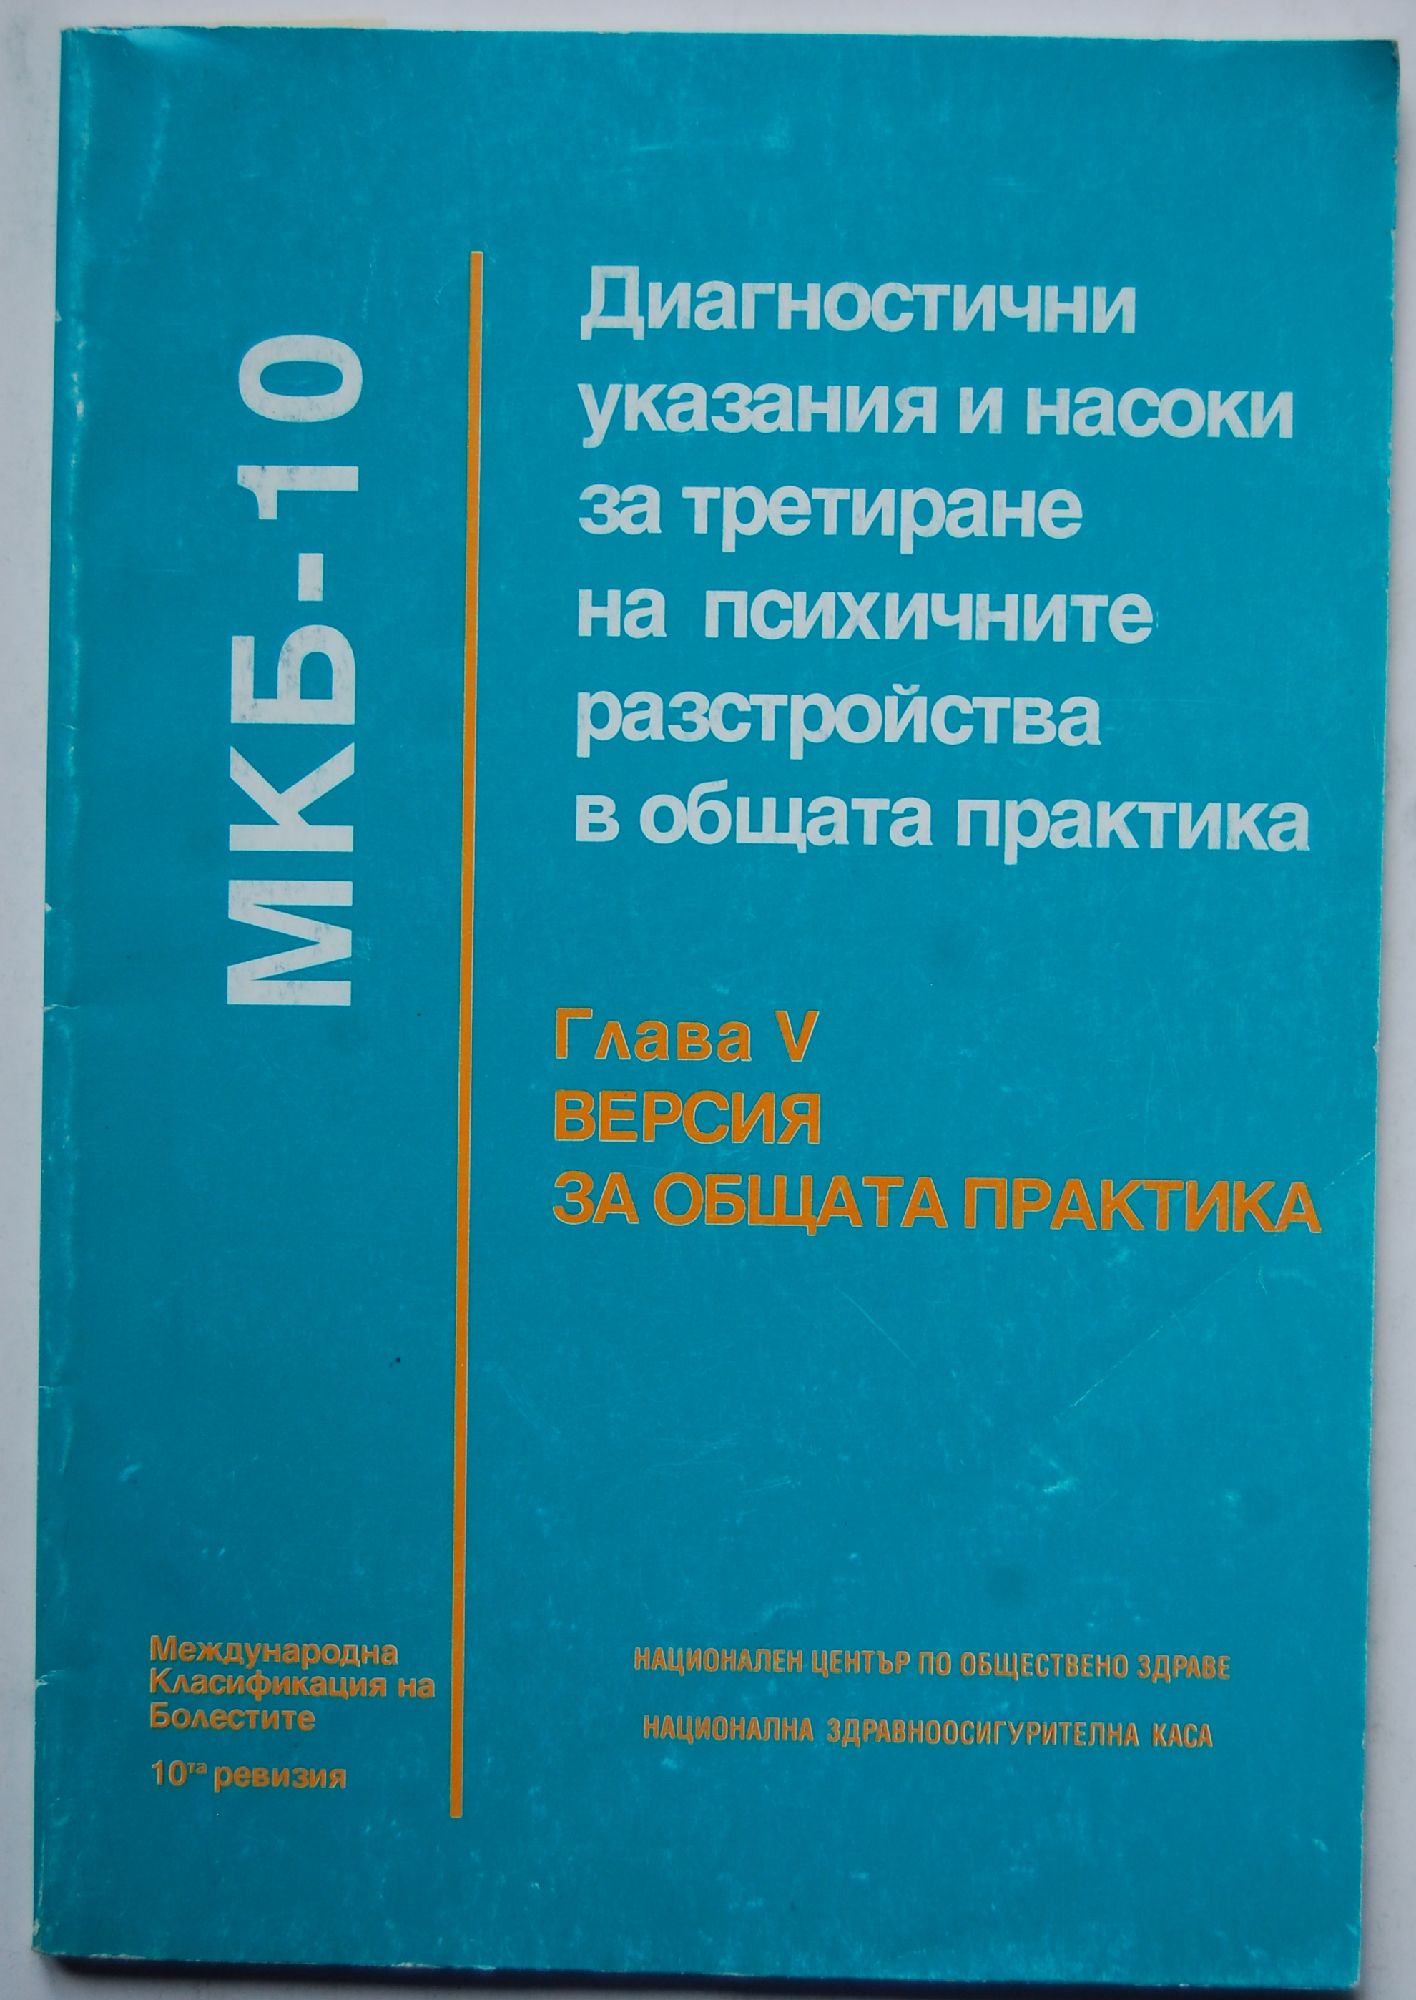 МКБ-10
Диагностични
указания и насоки
за третиране
на психичните
разстройства
в общата практика
Глава V
ВЕРСИЯ
ЗА ОБЩАТА ПРАКТИКА
Международна
Класификация на
Болестите
10та ревизия
НАЦИОНАЛЕН ЦЕНТЪР ПО ОБЩЕСТВЕНО ЗДРАВЕ
НАЦИОНАЛНА ЗДРАВНООСИГУРИТЕЛНА КАСА